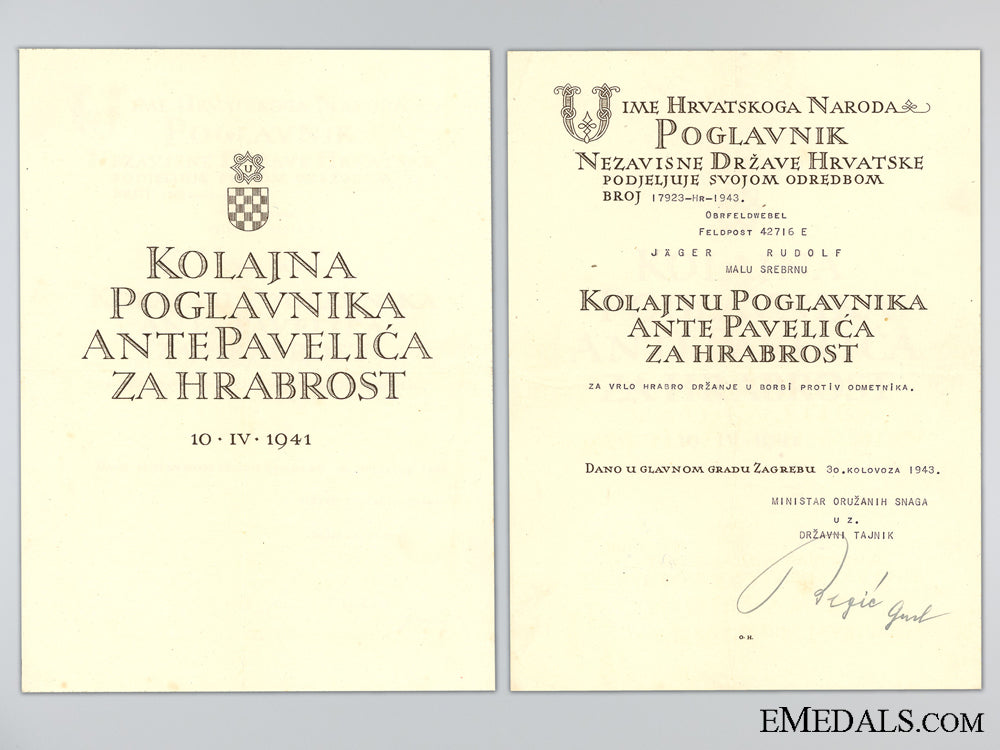 U
KOLAJNA
POGLAVNIKA
ANTE PAVELIĆA
ZA HRABROST
10 · IV · 1941
U IME HRVATSKOGA NARODA
POGLAVNIK
NEZAVISNE DRŽAVE HRVATSKE
PODJELJUJE SVOJOM ODREDBOM
BROJ 17923-HR-1943.
OBRFELDWEBEL
FELDPOST 42716 E
JÄGER RUDOLF
MALU SREBRNU
KOLAJNU POGLAVNIKA
ANTE PAVELIĆA
ZA HRABROST
ZA VRLO HRABRO DRŽANJE U BORBI PROTIV ODMETNIKA.
DANO U GLAVNOM GRADU ZAGREBU 30.KOLOVOZA 1943.
MINISTAR ORUŽANIH SNAGA
U Z.
DRŽAVNI TAJNIK
O.H.
EMEDALS.COM